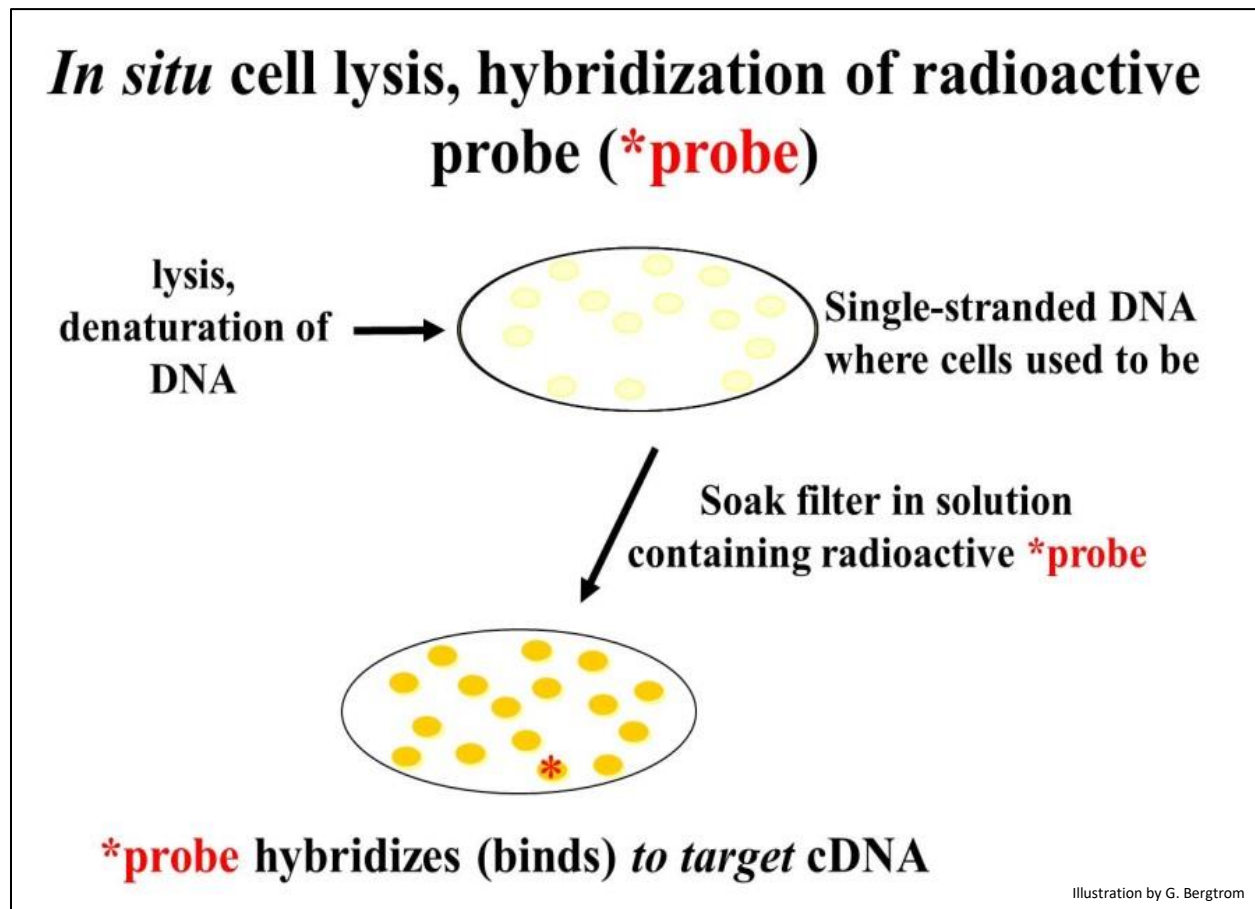 In situ cell lysis, hybridization of radioactive
probe (*probe)
lysis,
denaturation of
DNA
Single-stranded DNA
where cells used to be
Soak filter in solution
containing radioactive *probe
*
*probe hybridizes (binds) to target cDNA
Illustration by G. Bergtrom